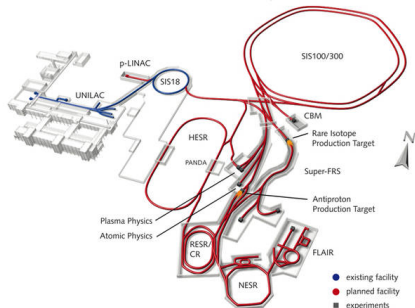 p-LINAC
SIS18
SIS100/300
UNILAC
CBM
Rare Isotope
Production Target
HESR
PANDA
Super-FRS
Plasma Physics
Atomic Physics
Antiproton
Production Target
RESR/
CR
FLAIR
NESR
existing facility
planned facility
experiments